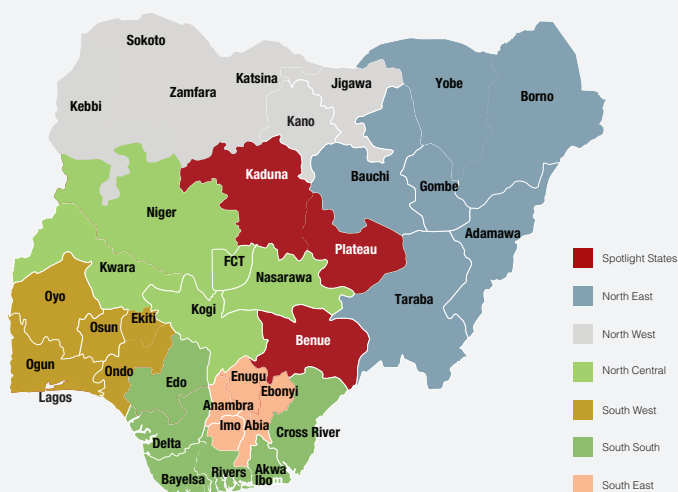 Sokoto
Katsina
Jigawa
Yobe
Borno
Kebbi
Zamfara
Kano
Kaduna
Bauchi
Gombe
Niger
Adamawa
Plateau
FCT
Kwara
Nasarawa
Taraba
Oyo
Kogi
Ekiti
Osun
Benue
Ogun
Ondo
Edo
Enugu
Ebonyi
Lagos
Anambra
Imo
Abia
Cross River
Delta
Rivers
Akwa
Ibom
Bayelsa
Spotlight States
North East
North West
North Central
South West
South South
South East